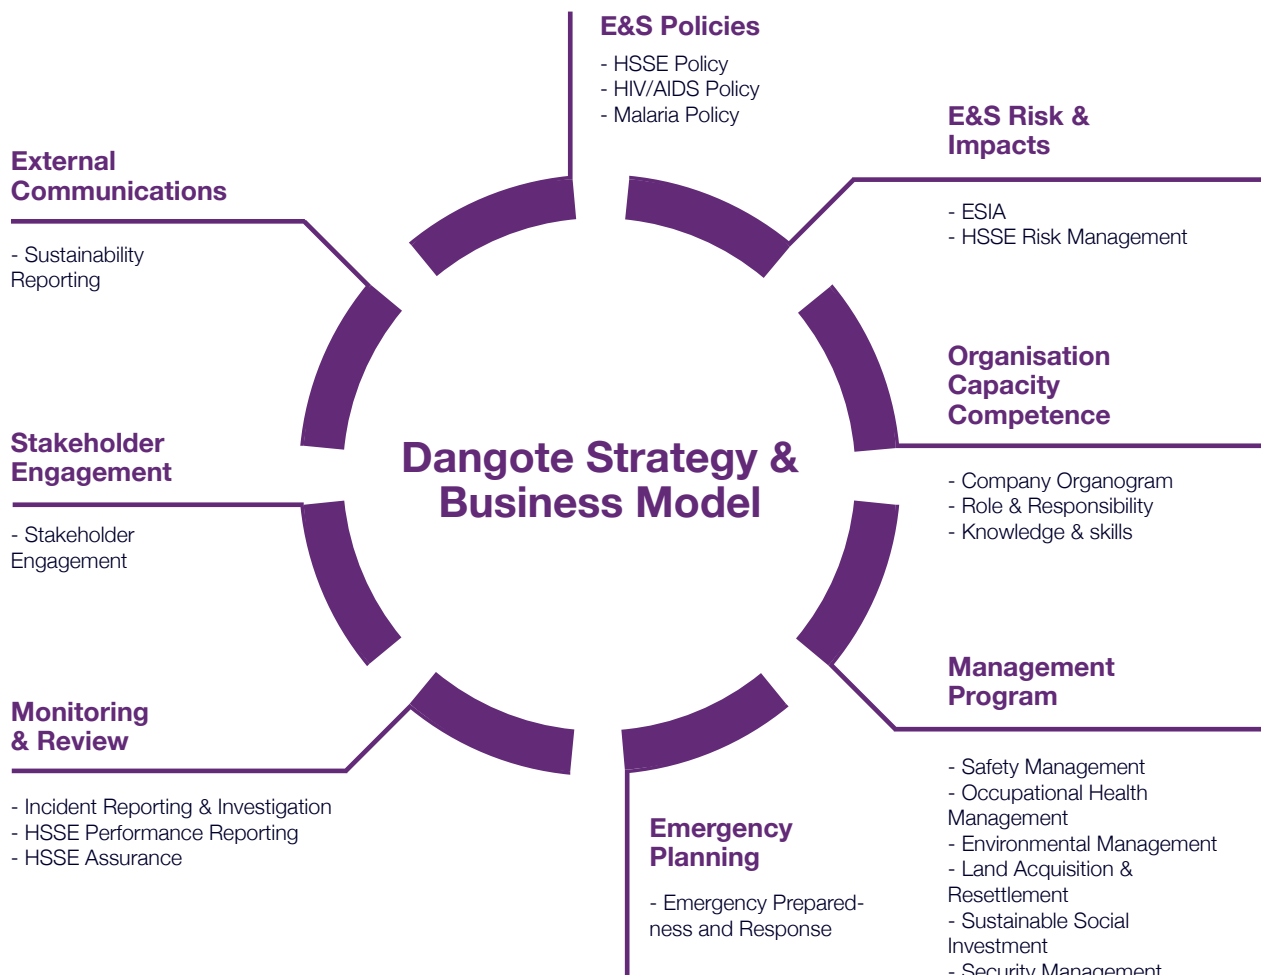 E&S Policies
- HSSE Policy
- HIV/AIDS Policy
- Malaria Policy
E&S Risk &
Impacts
- ESIA
- HSSE Risk Management
Organisation
Capacity
Competence
- Company Organogram
- Role & Responsibility
- Knowledge & skills
Management
Program
- Safety Management
- Occupational Health
Management
- Environmental Management
- Land Acquisition &
Resettlement
- Sustainable Social
Investment
- Security Management
Emergency
Planning
- Emergency Prepared-
ness and Response
Monitoring
& Review
- Incident Reporting & Investigation
- HSSE Performance Reporting
- HSSE Assurance
Stakeholder
Engagement
- Stakeholder
Engagement
External
Communications
- Sustainability
Reporting
Dangote Strategy &
Business Model